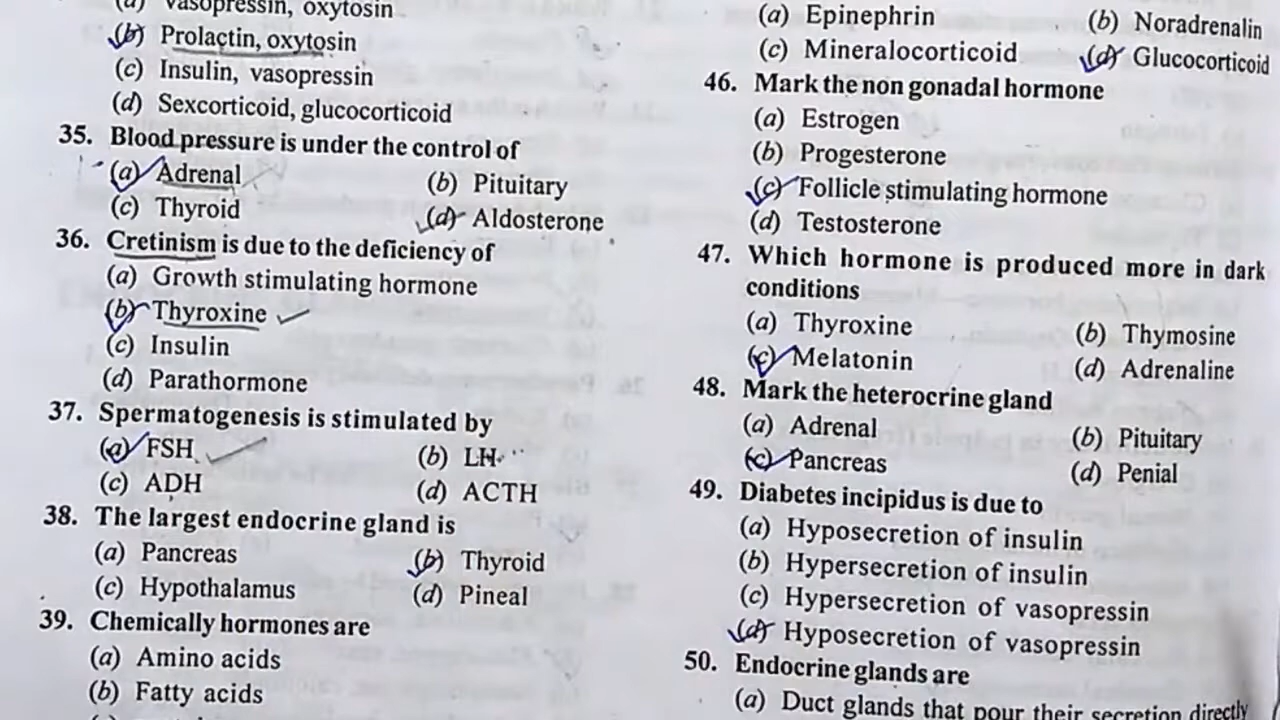 (a) Vasopressin, oxytosin
(b) Prolactin, oxytosin
(c) Insulin, vasopressin
(d) Sexcorticoid, glucocorticoid
35. Blood pressure is under the control of
(a) Adrenal (b) Pituitary
(c) Thyroid (d) Aldosterone
36. Cretinism is due to the deficiency of
(a) Growth stimulating hormone
(b) Thyroxine
(c) Insulin
(d) Parathormone
37. Spermatogenesis is stimulated by
(a) FSH (b) LH
(c) ADH (d) ACTH
38. The largest endocrine gland is
(a) Pancreas (b) Thyroid
(c) Hypothalamus (d) Pineal
39. Chemically hormones are
(a) Amino acids
(b) Fatty acids
(a) Epinephrin (b) Noradrenalin
(c) Mineralocorticoid (d) Glucocorticoid
46. Mark the non gonadal hormone
(a) Estrogen
(b) Progesterone
(c) Follicle stimulating hormone
(d) Testosterone
47. Which hormone is produced more in dark
conditions
(a) Thyroxine (b) Thymosine
(c) Melatonin (d) Adrenaline
48. Mark the heterocrine gland
(a) Adrenal (b) Pituitary
(c) Pancreas (d) Penial
49. Diabetes incipidus is due to
(a) Hyposecretion of insulin
(b) Hypersecretion of insulin
(c) Hypersecretion of vasopressin
(d) Hyposecretion of vasopressin
50. Endocrine glands are
(a) Duct glands that pour their secretion directly